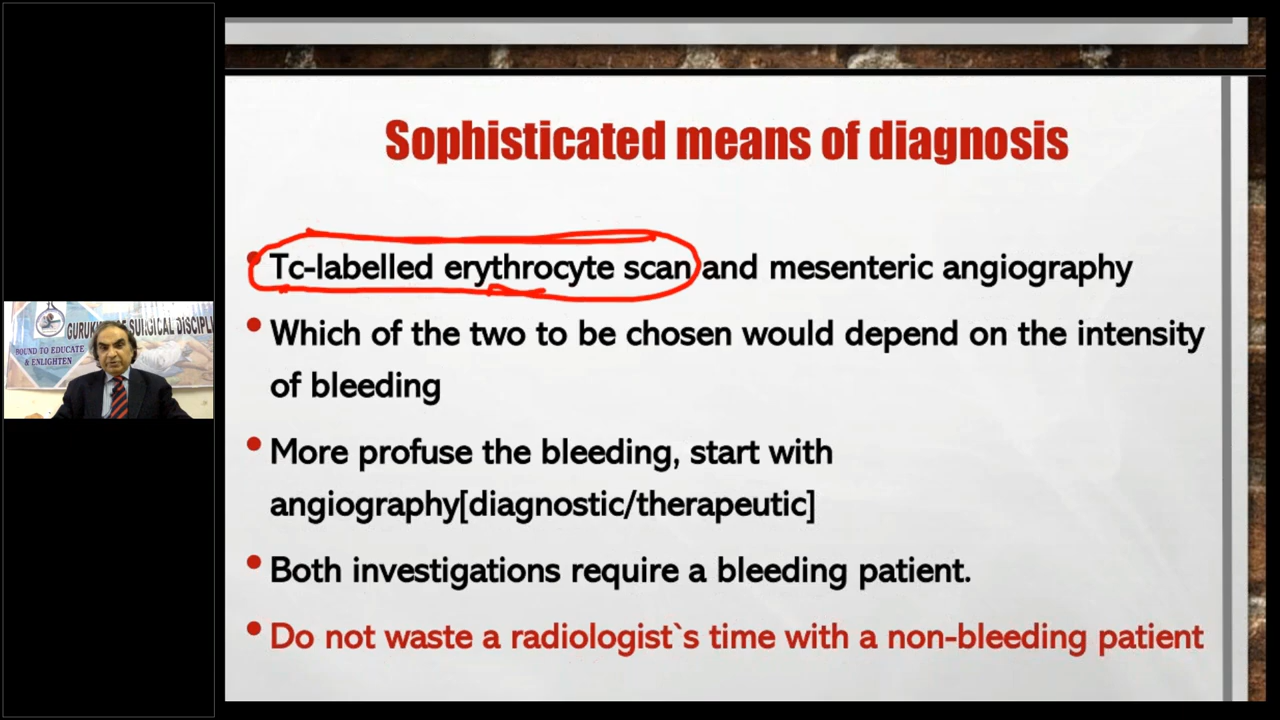 Sophisticated means of diagnosis
• Tc-labelled erythrocyte scan and mesenteric angiography
• Which of the two to be chosen would depend on the intensity
of bleeding
• More profuse the bleeding, start with
angiography[diagnostic/therapeutic]
• Both investigations require a bleeding patient.
• Do not waste a radiologist`s time with a non-bleeding patient
SURGICAL DISCIPL
BOUND TO EDUCATE
& ENLIGHTEN